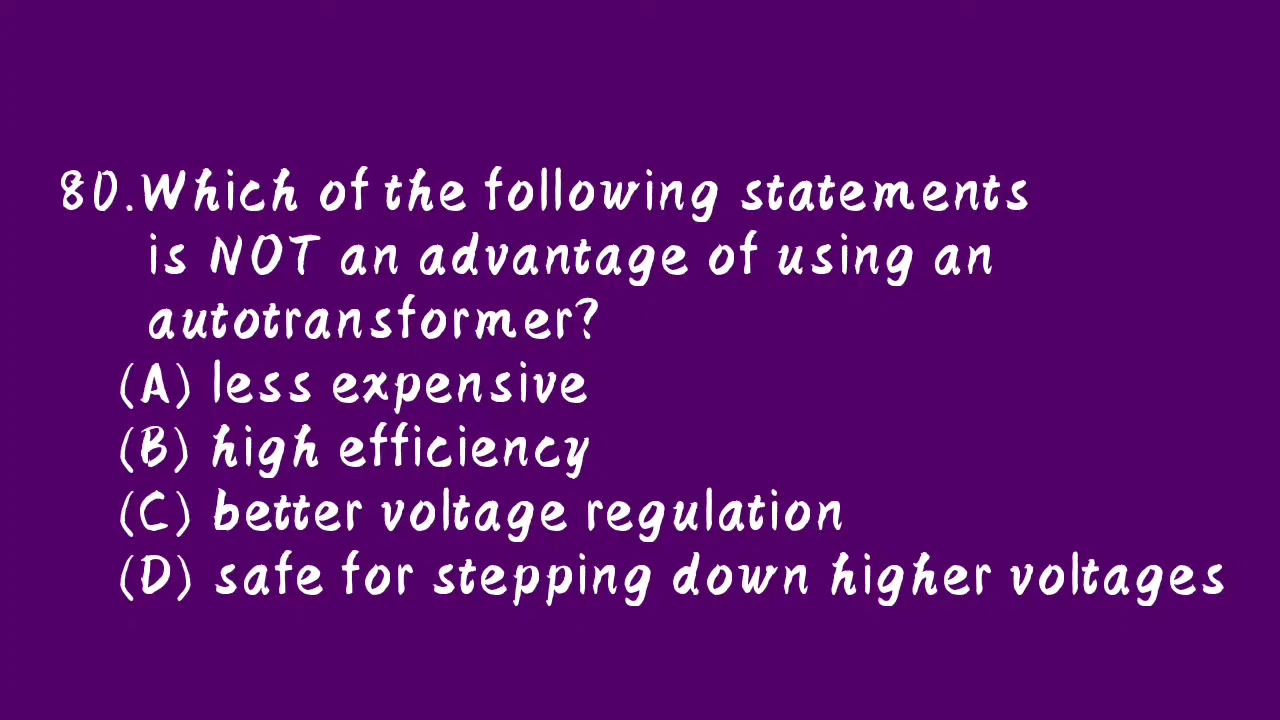 80.Which of the following statements
is NOT an advantage of using an
autotransformer?
(A) less expensive
(B) high efficiency
(C) better voltage regulation
(D) safe for stepping down higher voltages